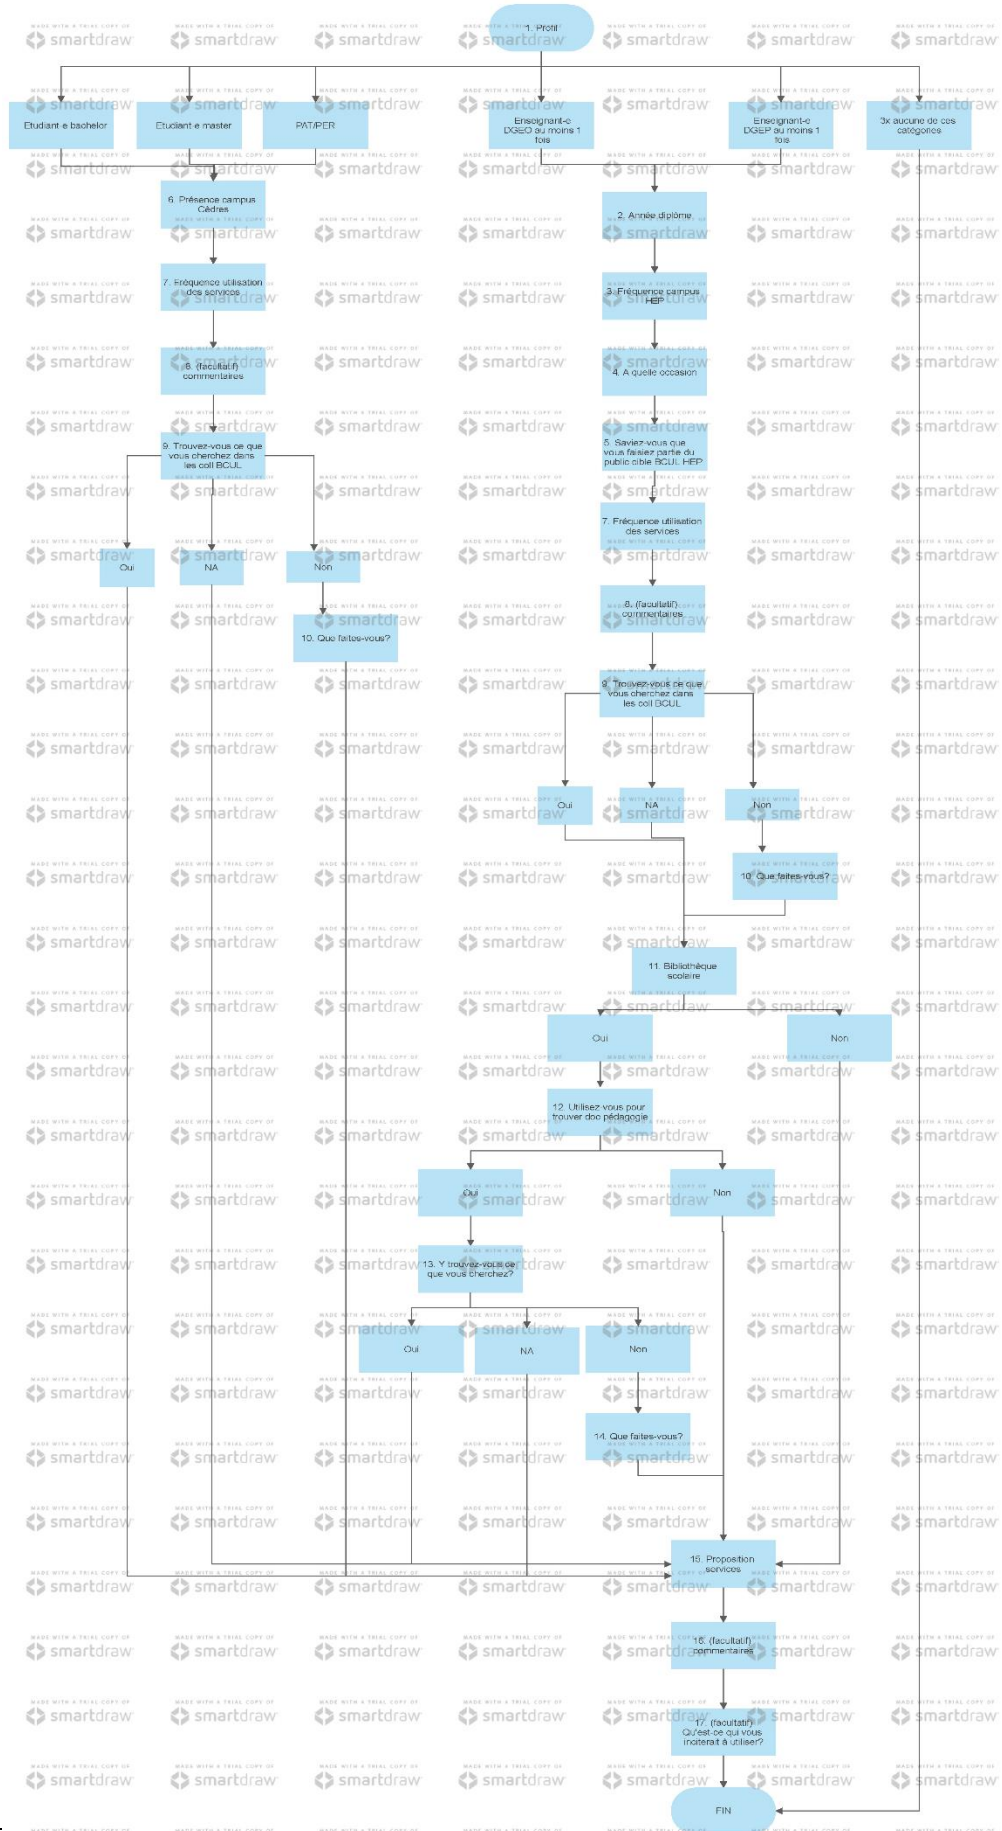 1. Profil
Etudiant·e bachelor
Etudiant·e master
PAT/PER
Enseignant·e
DGEO au moins 1
fois
Enseignant·e
DGEP au moins 1
fois
3x aucune de ces
catégories
6. Présence campus
Cèdres
7. Fréquence utilisation
des services
8. (facultatif)
commentaires
9. Trouvez-vous ce que
vous cherchez dans
les coll BCUL
Oui
NA
Non
10. Que faites-vous?
2. Année diplôme
3. Fréquence campus
HEP
4. A quelle occasion
5. Saviez-vous que
vous faisiez partie du
public cible BCUL HEP
7. Fréquence utilisation
des services
8. (facultatif)
commentaires
9. Trouvez-vous ce que
vous cherchez dans
les coll BCUL
Oui
NA
Non
10. Que faites-vous?
11. Bibliothèque
scolaire
Oui
Non
12. Utilisez vous pour
trouver doc pédagogie
Oui
Non
13. Y trouvez-vous ce
que vous cherchez?
Oui
NA
Non
14. Que faites-vous?
15. Proposition
services
16. (facultatif)
commentaires
17. (facultatif)
Qu'est-ce qui vous
inciterait à utiliser?
FIN
MADE WITH A TRIAL COPY OF
smartdraw